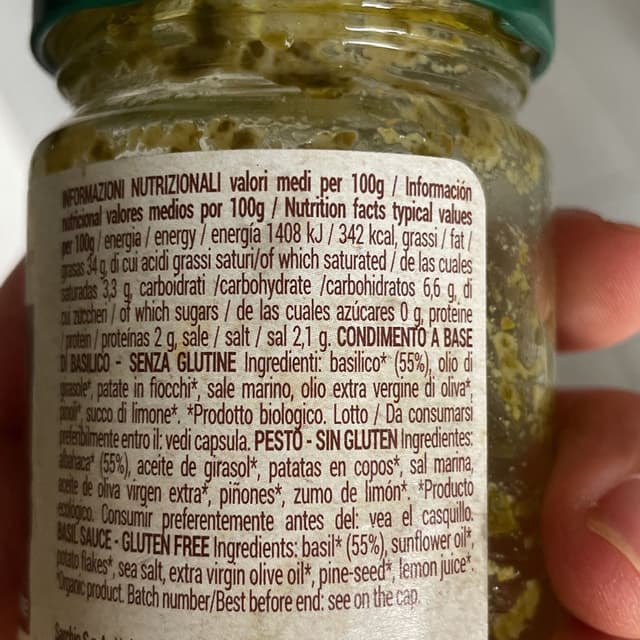 INFORMAZIONI NUTRIZIONALI valori medi per 100g / Información
nutricional valores medios por 100g / Nutrition facts typical values
per 100g / energia / energy / energía 1408 kJ / 342 kcal, grassi / fat /
grasas 34 g, di cui acidi grassi saturi/of which saturated / de las cuales
saturadas 3,3 g, carboidrati /carbohydrate /carbohidratos 6,6 g, di
cui zuccheri / of which sugars / de las cuales azúcares 0 g, proteine
/ protein / proteínas 2 g, sale / salt / sal 2,1 g. CONDIMENTO A BASE
DI BASILICO - SENZA GLUTINE Ingredienti: basilico* (55%), olio di
girasole*, patate in fiocchi*, sale marino, olio extra vergine di oliva*,
pinoli*, succo di limone*. *Prodotto biologico. Lotto / Da consumarsi
preferibilmente entro il: vedi capsula. PESTO - SIN GLUTEN Ingredientes:
albahaca* (55%), aceite de girasol*, patatas en copos*, sal marina,
aceite de oliva virgen extra*, piñones*, zumo de limón*. *Producto
ecológico. Consumir preferentemente antes del: vea el casquillo.
BASIL SAUCE - GLUTEN FREE Ingredients: basil* (55%), sunflower oil*,
potato flakes*, sea salt, extra virgin olive oil*, pine-seed*, lemon juice*.
*Organic product. Batch number/Best before end: see on the cap.